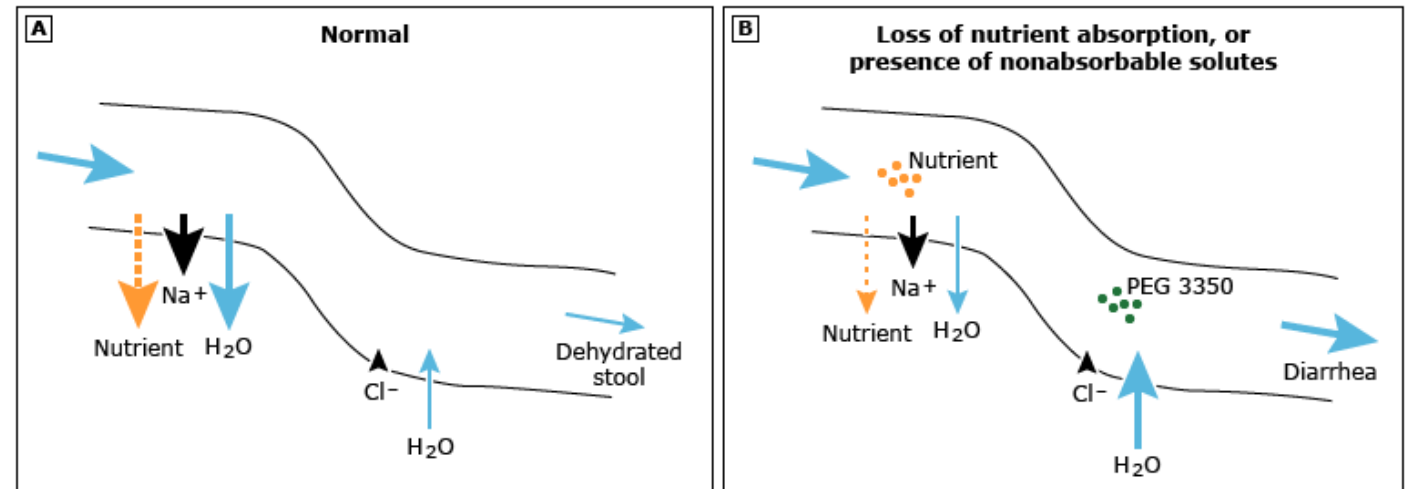 A
Normal
Na+
Nutrient H2O
Cl−
H2O
Dehydrated
stool
B
Loss of nutrient absorption, or
presence of nonabsorbable solutes
Nutrient
Na+
Nutrient H2O
PEG 3350
Cl−
H2O
Diarrhea